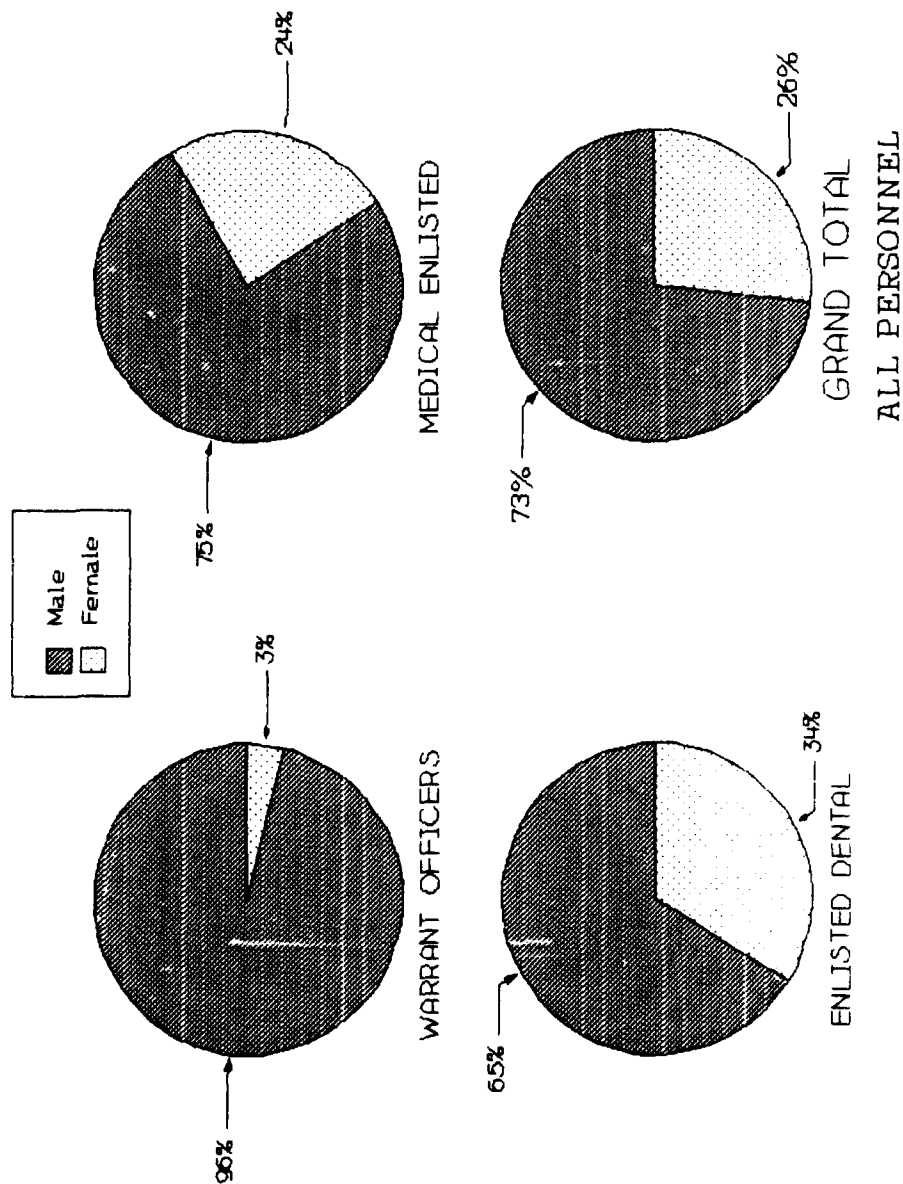 Male
Female
96%
3%
WARRANT OFFICERS
75%
24%
MEDICAL ENLISTED
65%
34%
ENLISTED DENTAL
73%
26%
GRAND TOTAL
ALL PERSONNEL